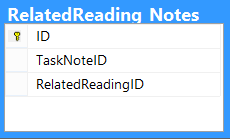 RelatedReading_Notes
ID
TaskNoteID
RelatedReadingID